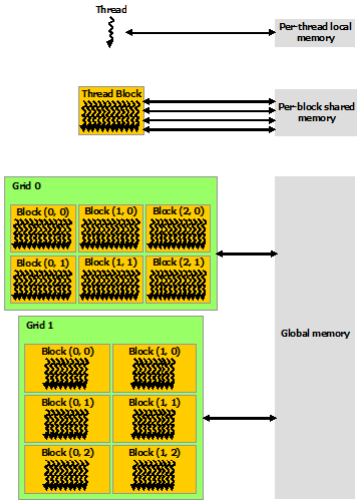 Thread
Per-thread local
memory
Thread Block
Per-block shared
memory
Grid 0
Block (0, 0) Block (1, 0) Block (2, 0)
Block (0, 1) Block (1, 1) Block (2, 1)
Grid 1
Global memory
Block (0, 0) Block (1, 0)
Block (0, 1) Block (1, 1)
Block (0, 2) Block (1, 2)